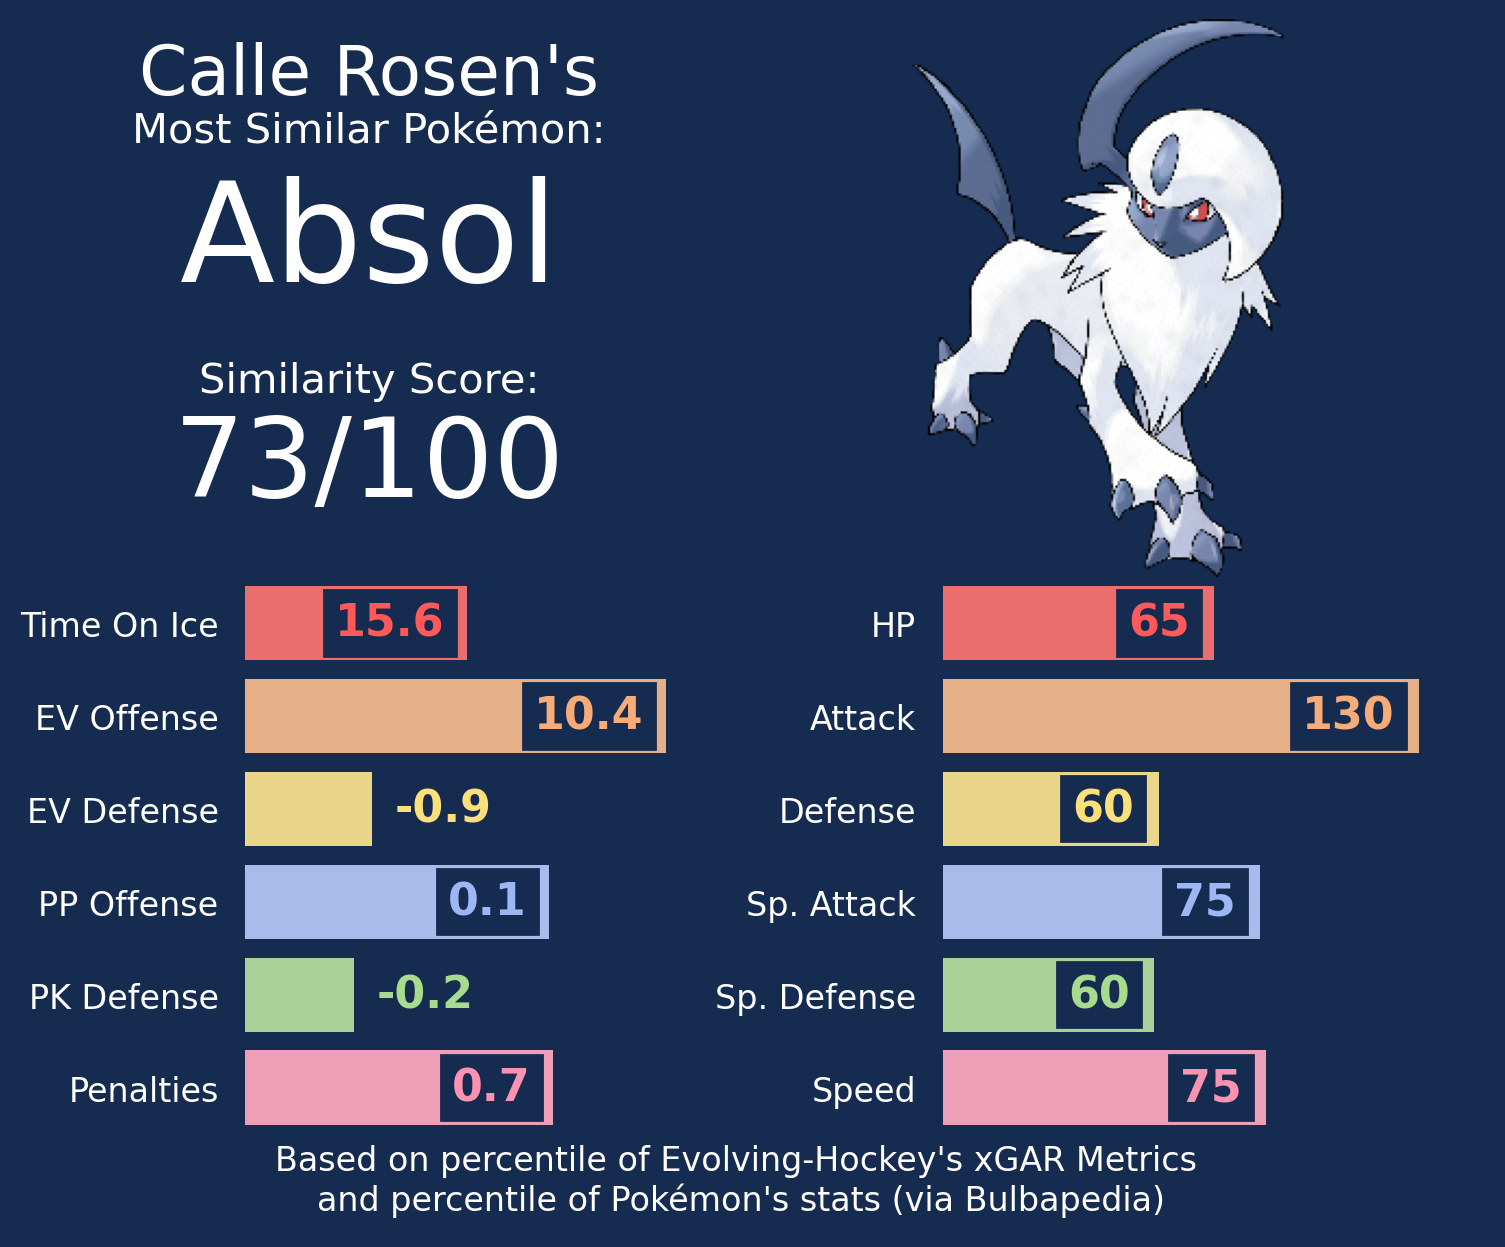 Calle Rosen's
Most Similar Pokémon:
Absol
Similarity Score:
73/100
Time On Ice 15.6
EV Offense 10.4
EV Defense -0.9
PP Offense 0.1
PK Defense -0.2
Penalties 0.7
HP 65
Attack 130
Defense 60
Sp. Attack 75
Sp. Defense 60
Speed 75
Based on percentile of Evolving-Hockey's xGAR Metrics
and percentile of Pokémon's stats (via Bulbapedia)